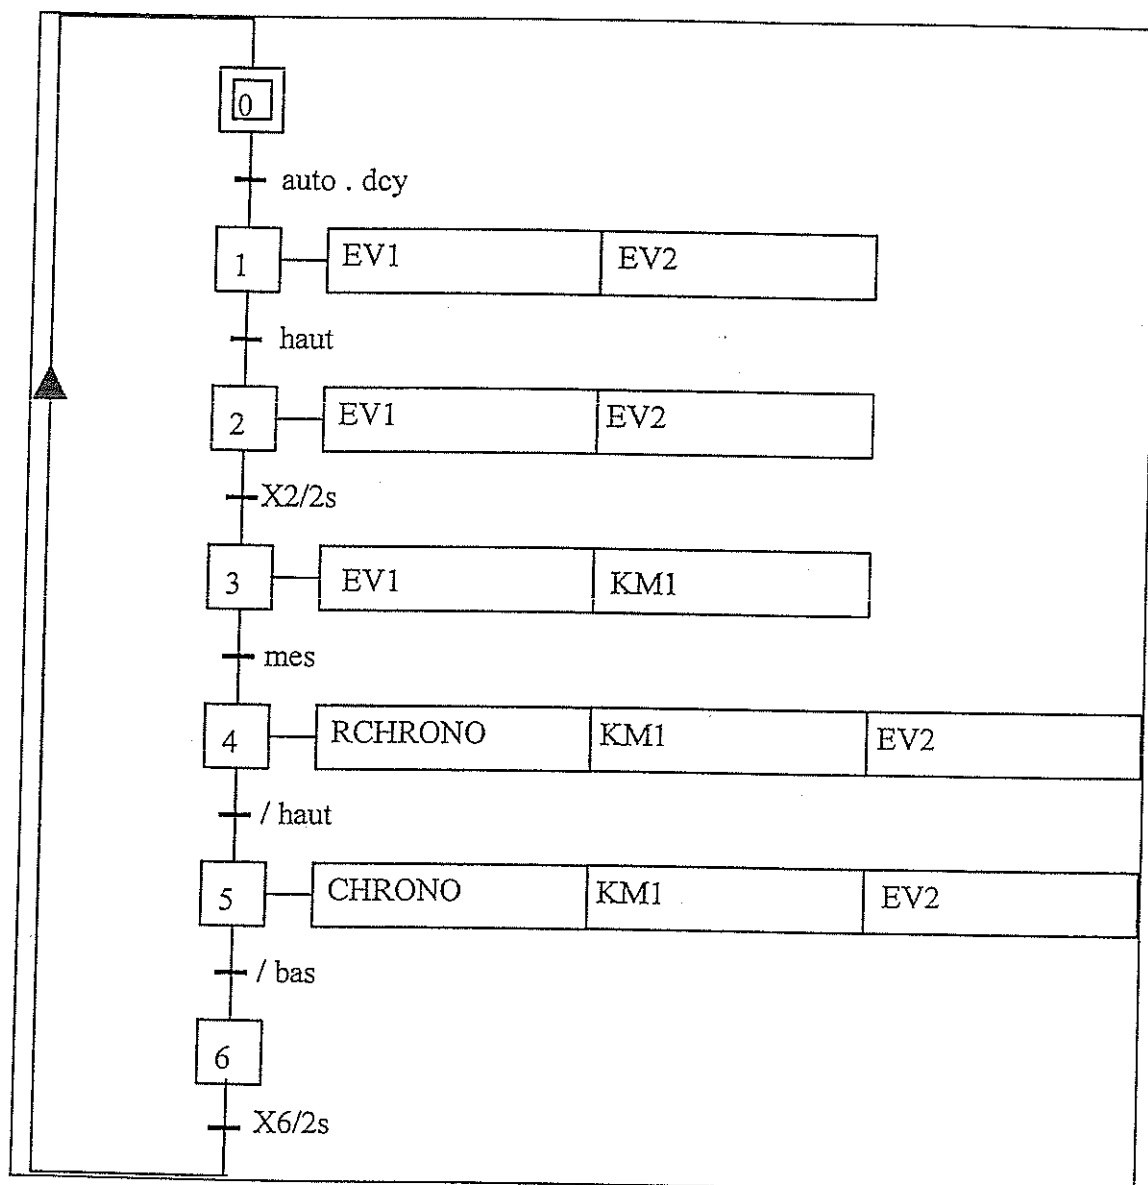 0
auto . dcy
1 EV1 EV2
haut
2 EV1 EV2
X2/2s
3 EV1 KM1
mes
4 RCHRONO KM1 EV2
/ haut
5 CHRONO KM1 EV2
/ bas
6
X6/2s